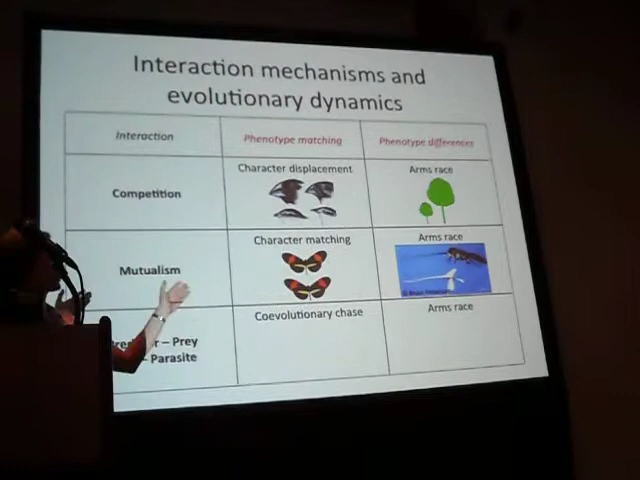 Interaction mechanisms and
evolutionary dynamics
Interaction Phenotype matching Phenotype differences
Competition Character displacement Arms race
Mutualism Character matching Arms race
Coevolutionary chase Arms race
r – Prey
Parasite